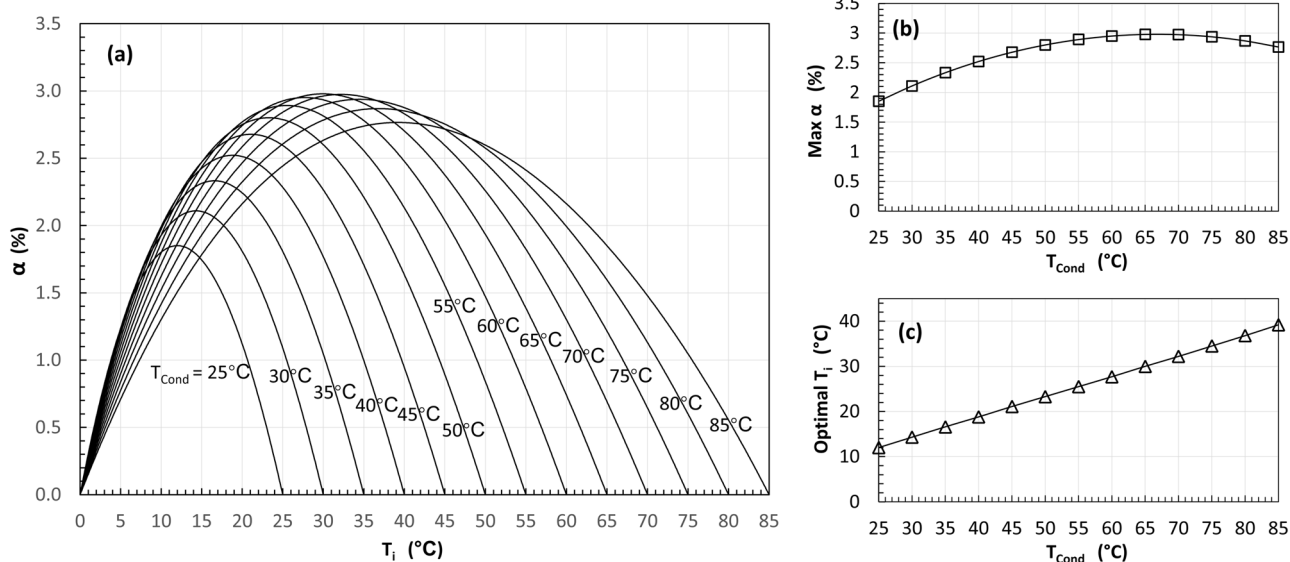 (a)
α (%)
3.5
3.0
2.5
2.0
1.5
1.0
0.5
0.0
T_Cond = 25°C
30°C
35°C
40°C
45°C
50°C
55°C
60°C
65°C
70°C
75°C
80°C
85°C
0 5 10 15 20 25 30 35 40 45 50 55 60 65 70 75 80 85
T_i (°C)
(b)
Max α (%)
3.5
3
2.5
2
1.5
1
0.5
0
25 30 35 40 45 50 55 60 65 70 75 80 85
T_Cond (°C)
(c)
Optimal T_i (°C)
40
30
20
10
0
25 30 35 40 45 50 55 60 65 70 75 80 85
T_Cond (°C)